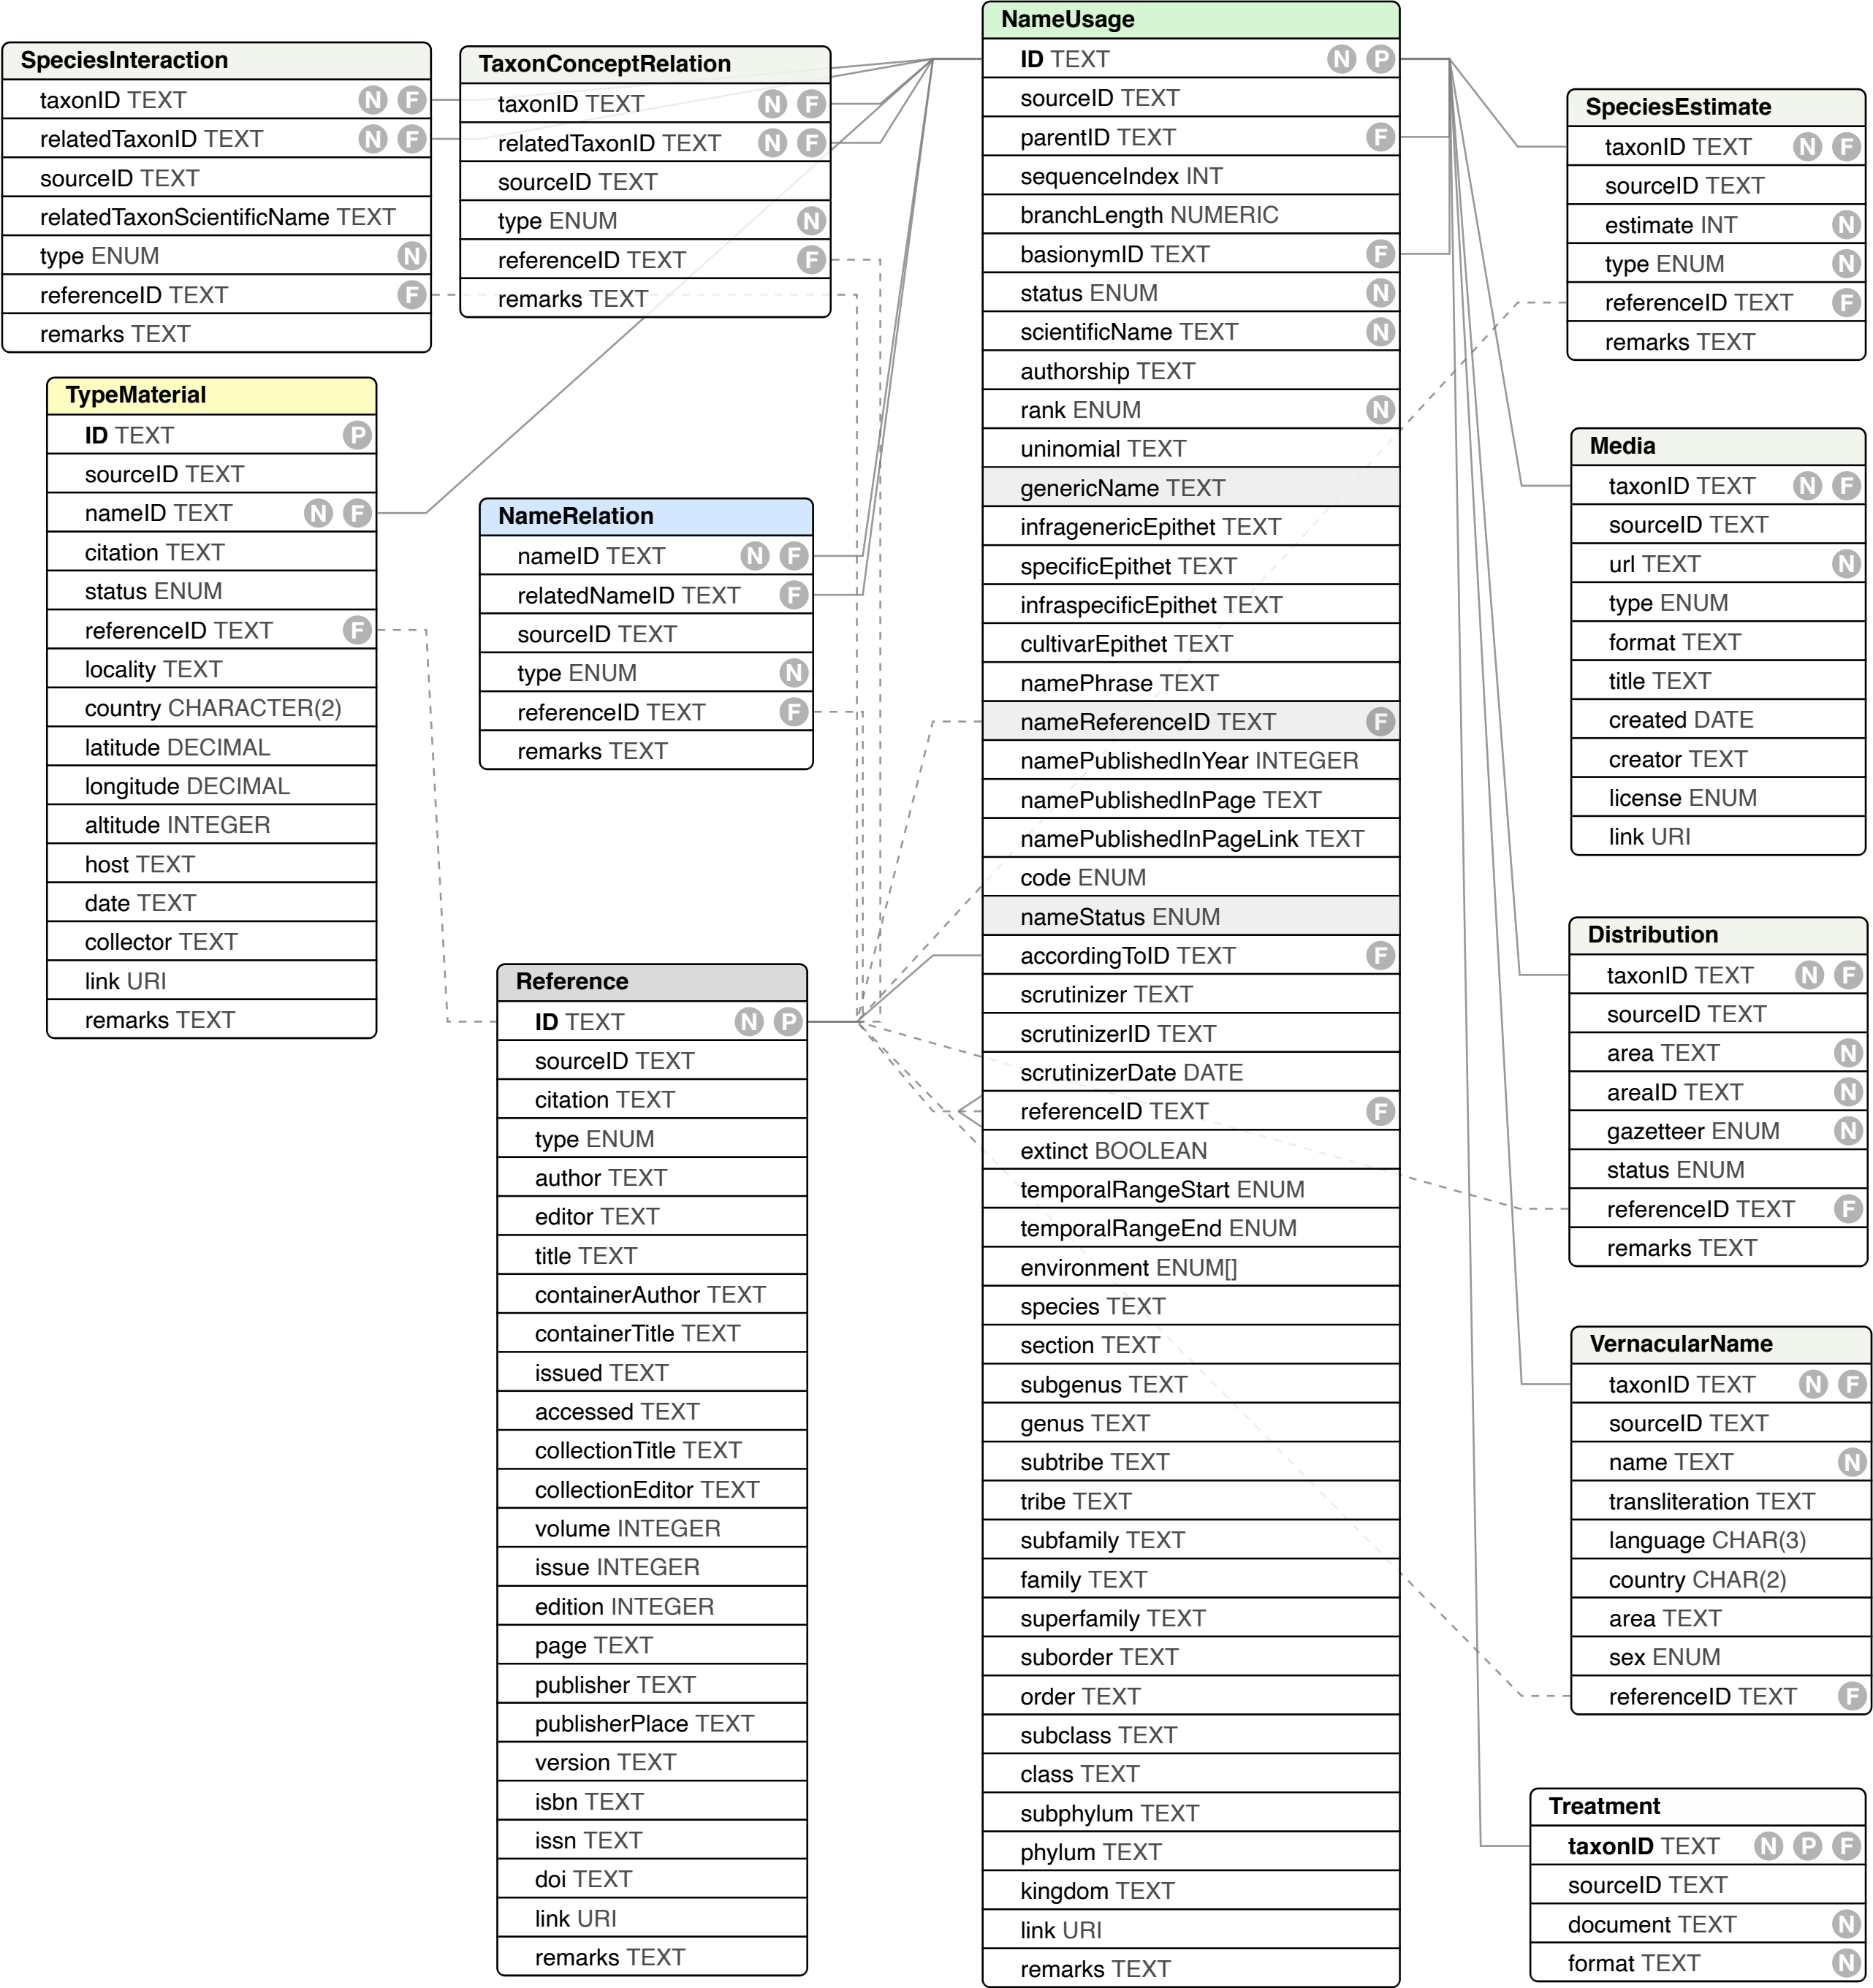 SpeciesInteraction
taxonID TEXT N F
relatedTaxonID TEXT N F
sourceID TEXT
relatedTaxonScientificName TEXT
type ENUM N
referenceID TEXT F
remarks TEXT
TaxonConceptRelation
taxonID TEXT N F
relatedTaxonID TEXT N F
sourceID TEXT
type ENUM N
referenceID TEXT F
remarks TEXT
TypeMaterial
ID TEXT P
sourceID TEXT
nameID TEXT N F
citation TEXT
status ENUM
referenceID TEXT F
locality TEXT
country CHARACTER(2)
latitude DECIMAL
longitude DECIMAL
altitude INTEGER
host TEXT
date TEXT
collector TEXT
link URI
remarks TEXT
NameRelation
nameID TEXT N F
relatedNameID TEXT F
sourceID TEXT
type ENUM N
referenceID TEXT F
remarks TEXT
Reference
ID TEXT N P
sourceID TEXT
citation TEXT
type ENUM
author TEXT
editor TEXT
title TEXT
containerAuthor TEXT
containerTitle TEXT
issued TEXT
accessed TEXT
collectionTitle TEXT
collectionEditor TEXT
volume INTEGER
issue INTEGER
edition INTEGER
page TEXT
publisher TEXT
publisherPlace TEXT
version TEXT
isbn TEXT
issn TEXT
doi TEXT
link URI
remarks TEXT
NameUsage
ID TEXT N P
sourceID TEXT
parentID TEXT F
sequenceIndex INT
branchLength NUMERIC
basionymID TEXT F
status ENUM N
scientificName TEXT N
authorship TEXT
rank ENUM N
uninomial TEXT
genericName TEXT
infragenericEpithet TEXT
specificEpithet TEXT
infraspecificEpithet TEXT
cultivarEpithet TEXT
namePhrase TEXT
nameReferenceID TEXT F
namePublishedInYear INTEGER
namePublishedInPage TEXT
namePublishedInPageLink TEXT
code ENUM
nameStatus ENUM
accordingToID TEXT F
scrutinizer TEXT
scrutinizerID TEXT
scrutinizerDate DATE
referenceID TEXT F
extinct BOOLEAN
temporalRangeStart ENUM
temporalRangeEnd ENUM
environment ENUM[]
species TEXT
section TEXT
subgenus TEXT
genus TEXT
subtribe TEXT
tribe TEXT
subfamily TEXT
family TEXT
superfamily TEXT
suborder TEXT
order TEXT
subclass TEXT
class TEXT
subphylum TEXT
phylum TEXT
kingdom TEXT
link URI
remarks TEXT
SpeciesEstimate
taxonID TEXT N F
sourceID TEXT
estimate INT N
type ENUM N
referenceID TEXT F
remarks TEXT
Media
taxonID TEXT N F
sourceID TEXT
url TEXT N
type ENUM
format TEXT
title TEXT
created DATE
creator TEXT
license ENUM
link URI
Distribution
taxonID TEXT N F
sourceID TEXT
area TEXT N
areaID TEXT N
gazetteer ENUM N
status ENUM
referenceID TEXT F
remarks TEXT
VernacularName
taxonID TEXT N F
sourceID TEXT
name TEXT N
transliteration TEXT
language CHAR(3)
country CHAR(2)
area TEXT
sex ENUM
referenceID TEXT F
Treatment
taxonID TEXT N P F
sourceID TEXT
document TEXT N
format TEXT N